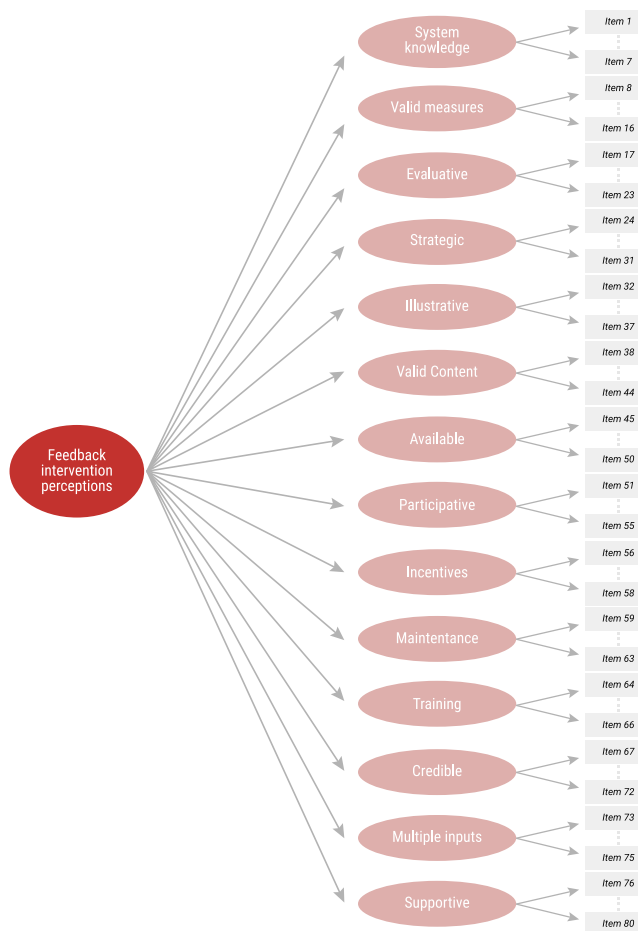 System
knowledge
Item 1
Item 7
Valid measures
Item 8
Item 16
Evaluative
Item 17
Item 23
Strategic
Item 24
Item 31
Illustrative
Item 32
Item 37
Valid Content
Item 38
Item 44
Feedback
intervention
perceptions
Available
Item 45
Item 50
Participative
Item 51
Item 55
Incentives
Item 56
Item 58
Maintentance
Item 59
Item 63
Training
Item 64
Item 66
Credible
Item 67
Item 72
Multiple inputs
Item 73
Item 75
Supportive
Item 76
Item 80